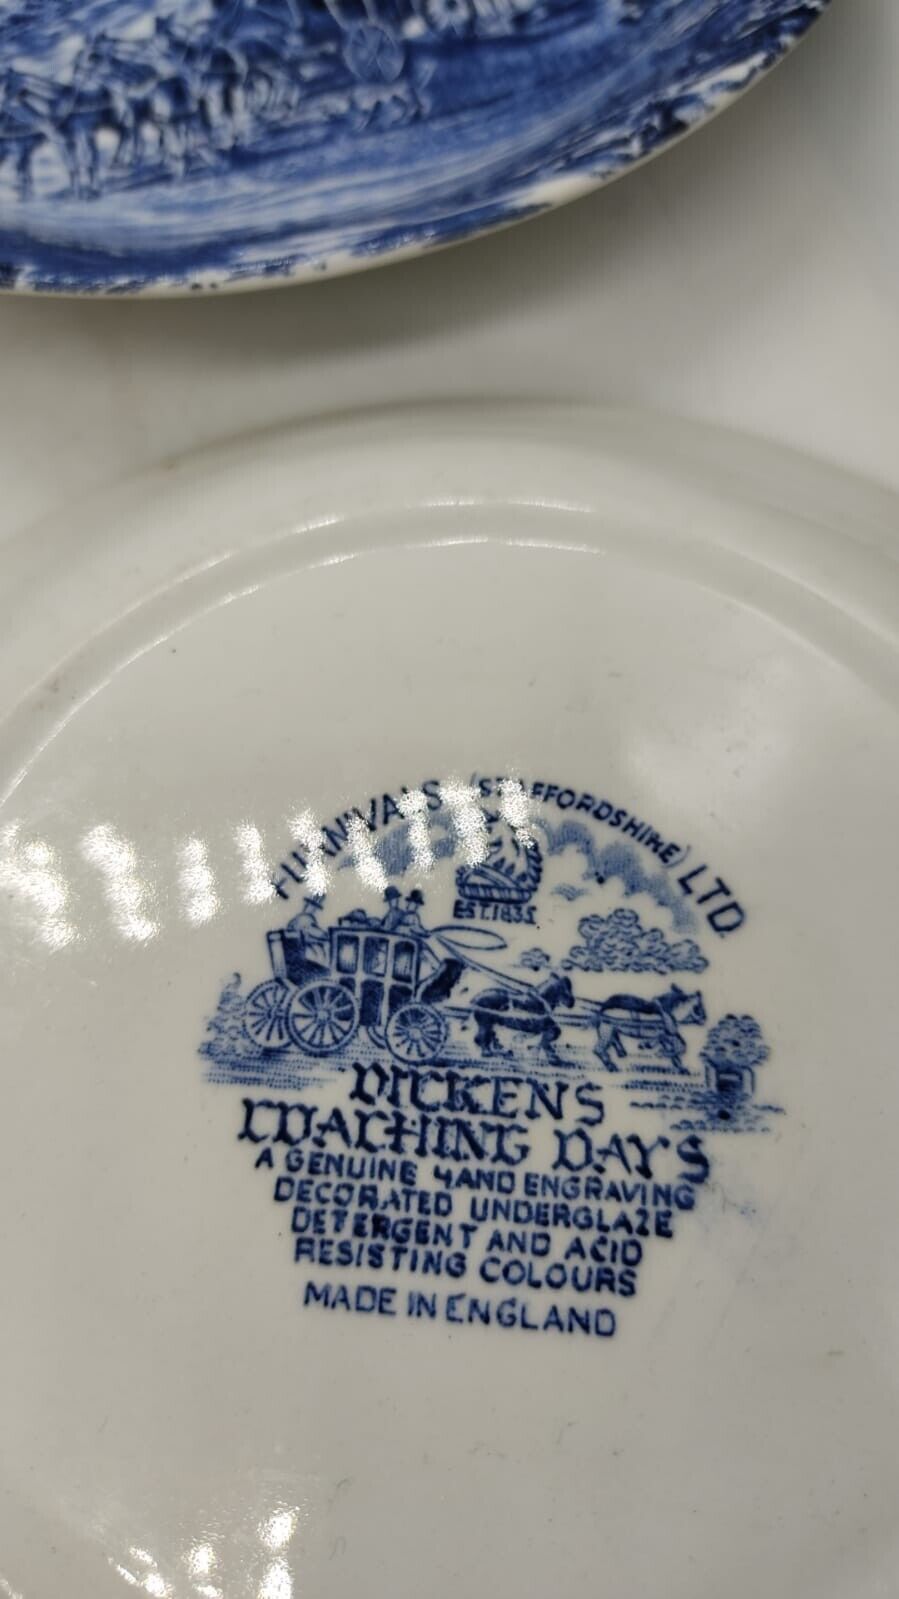 FURNIVALS (STAFFORDSHIRE) LTD.
EST. 1835
DICKENS
COACHING DAYS
A GENUINE HAND ENGRAVING
DECORATED UNDERGLAZE
DETERGENT AND ACID
RESISTING COLOURS
MADE IN ENGLAND